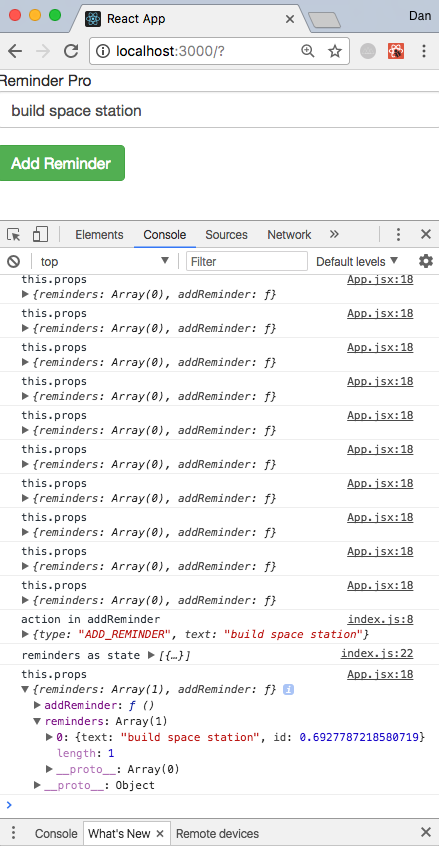 React App
Dan
localhost:3000/?
Reminder Pro
build space station
Add Reminder
Elements Console Sources Network »
top Filter Default levels
this.props App.jsx:18
{reminders: Array(0), addReminder: ƒ}
this.props App.jsx:18
{reminders: Array(0), addReminder: ƒ}
this.props App.jsx:18
{reminders: Array(0), addReminder: ƒ}
this.props App.jsx:18
{reminders: Array(0), addReminder: ƒ}
this.props App.jsx:18
{reminders: Array(0), addReminder: ƒ}
this.props App.jsx:18
{reminders: Array(0), addReminder: ƒ}
this.props App.jsx:18
{reminders: Array(0), addReminder: ƒ}
this.props App.jsx:18
{reminders: Array(0), addReminder: ƒ}
this.props App.jsx:18
{reminders: Array(0), addReminder: ƒ}
this.props App.jsx:18
{reminders: Array(0), addReminder: ƒ}
action in addReminder index.js:8
{type: "ADD_REMINDER", text: "build space station"}
reminders as state [{…}] index.js:22
this.props App.jsx:18
{reminders: Array(1), addReminder: ƒ} i
addReminder: ƒ ()
reminders: Array(1)
0: {text: "build space station", id: 0.6927787218580719}
length: 1
__proto__: Array(0)
__proto__: Object
Console What's New × Remote devices